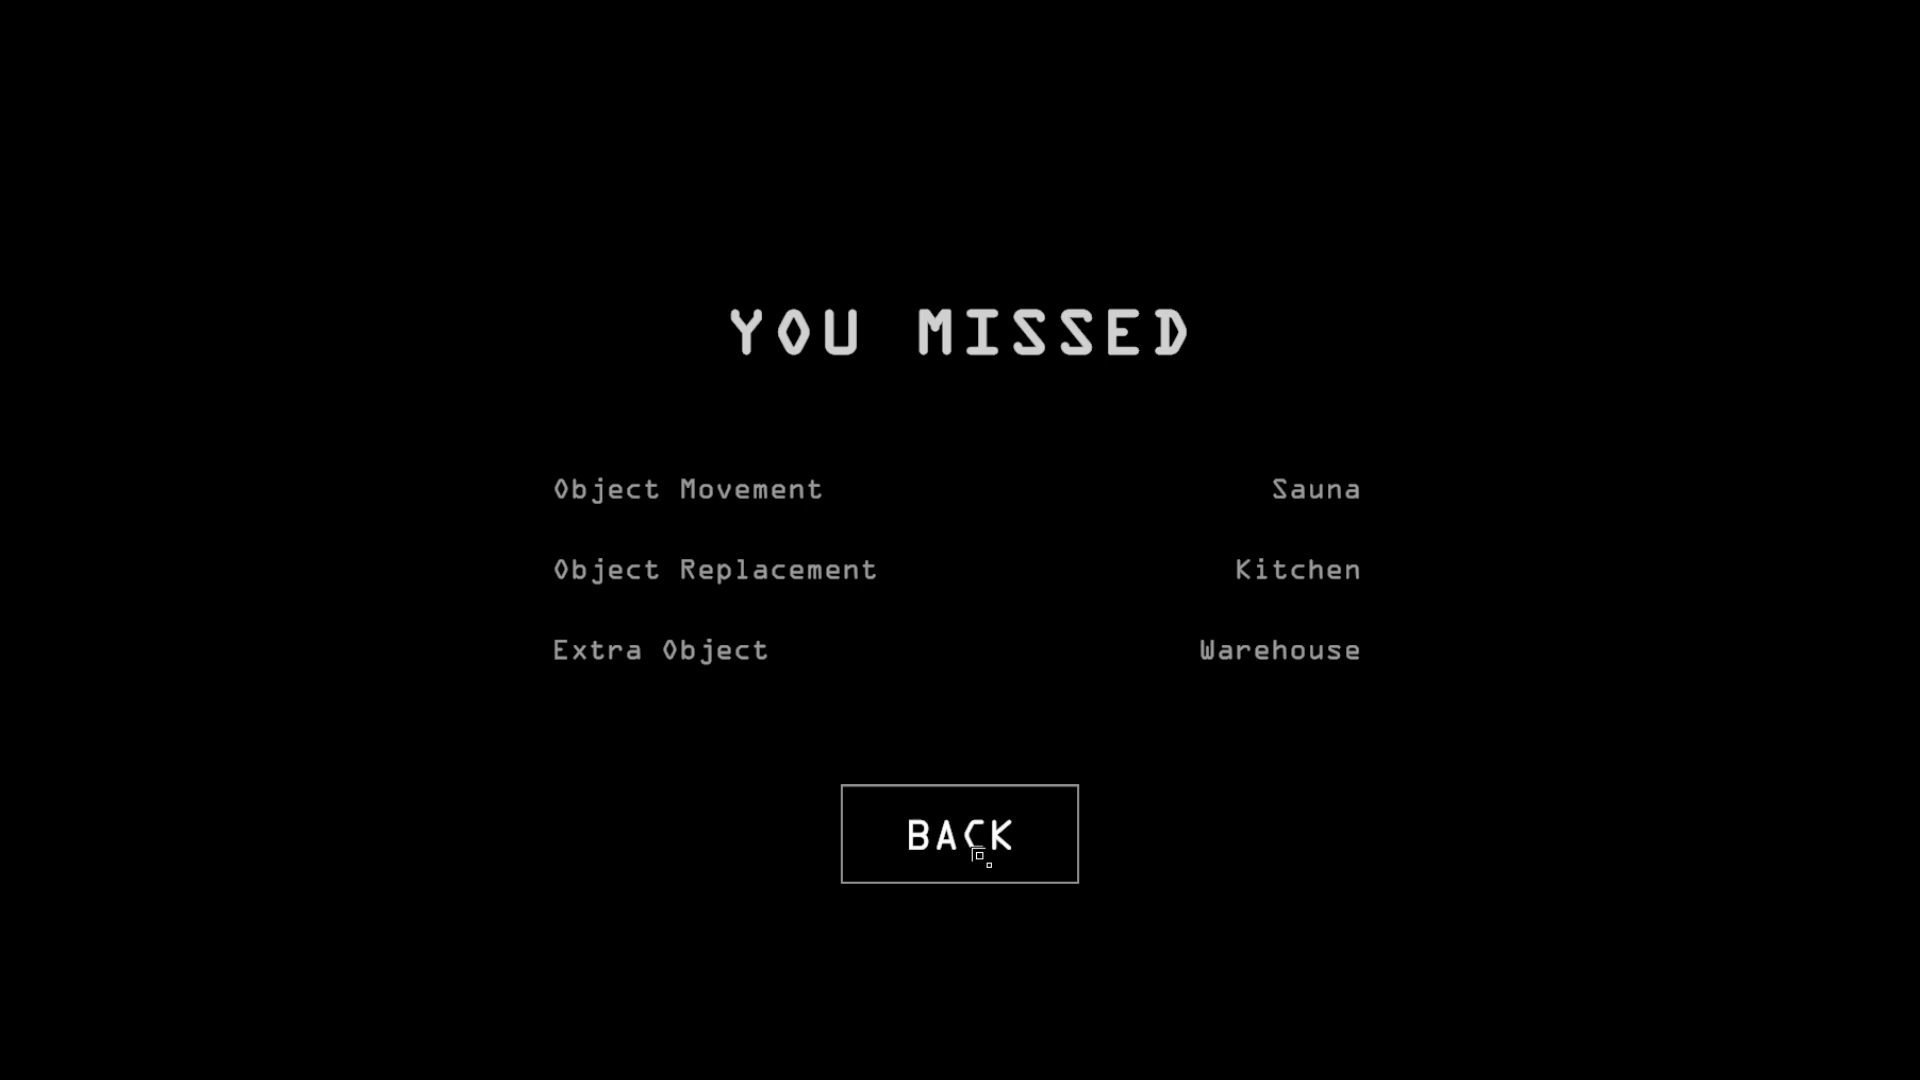 YOU MISSED
Object Movement Sauna
Object Replacement Kitchen
Extra Object Warehouse
BACK